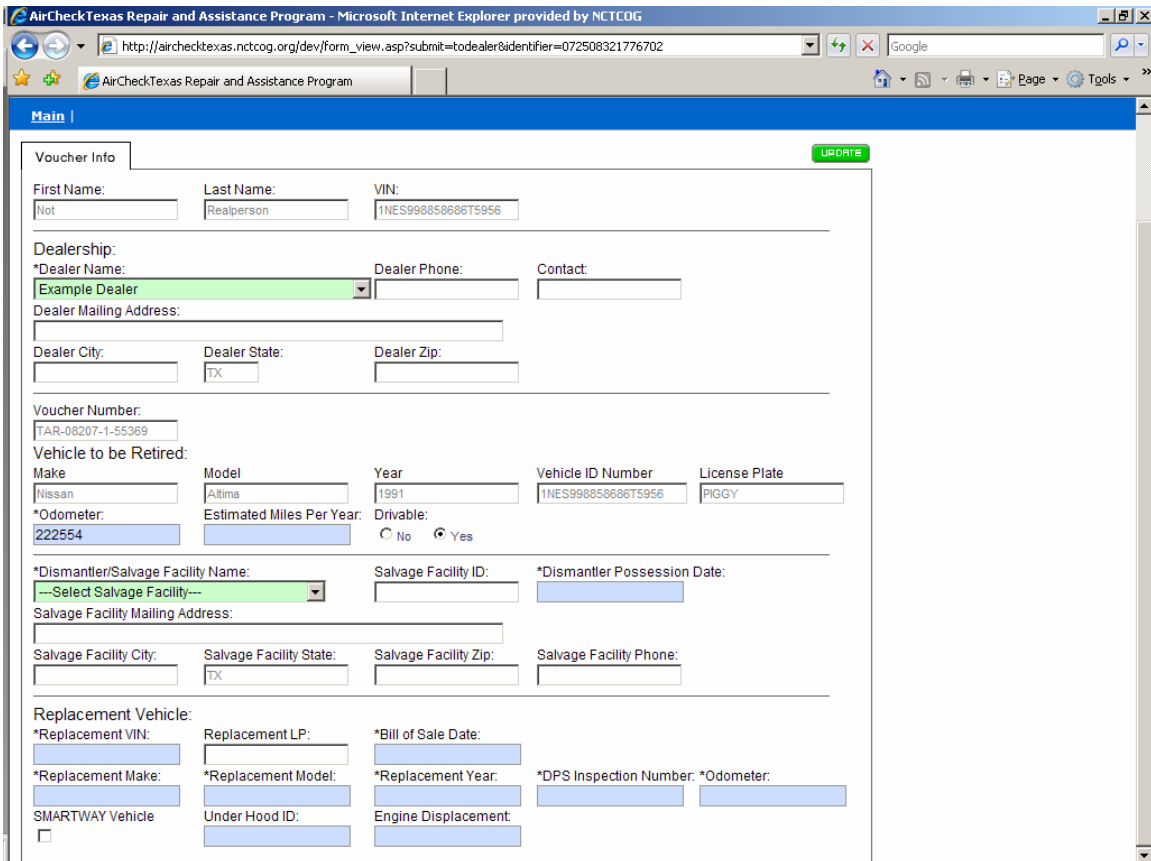 AirCheckTexas Repair and Assistance Program - Microsoft Internet Explorer provided by NCTCOG
http://airchecktexas.nctcog.org/dev/form_view.asp?submit=todealer&identifier=072508321776702
Google
AirCheckTexas Repair and Assistance Program
Page Tools »
Main |
Voucher Info UPDATE
First Name: Last Name: VIN:
Not Realperson 1NES998858686T5956
Dealership:
*Dealer Name: Dealer Phone: Contact:
Example Dealer
Dealer Mailing Address:
Dealer City: Dealer State: Dealer Zip:
TX
Voucher Number:
TAR-08207-1-55369
Vehicle to be Retired:
Make Model Year Vehicle ID Number License Plate
Nissan Altima 1991 1NES998858686T5956 PIGGY
*Odometer: Estimated Miles Per Year: Drivable:
222554 No Yes
*Dismantler/Salvage Facility Name: Salvage Facility ID: *Dismantler Possession Date:
---Select Salvage Facility---
Salvage Facility Mailing Address:
Salvage Facility City: Salvage Facility State: Salvage Facility Zip: Salvage Facility Phone:
TX
Replacement Vehicle:
*Replacement VIN: Replacement LP: *Bill of Sale Date:
*Replacement Make: *Replacement Model: *Replacement Year: *DPS Inspection Number: *Odometer:
SMARTWAY Vehicle Under Hood ID: Engine Displacement: